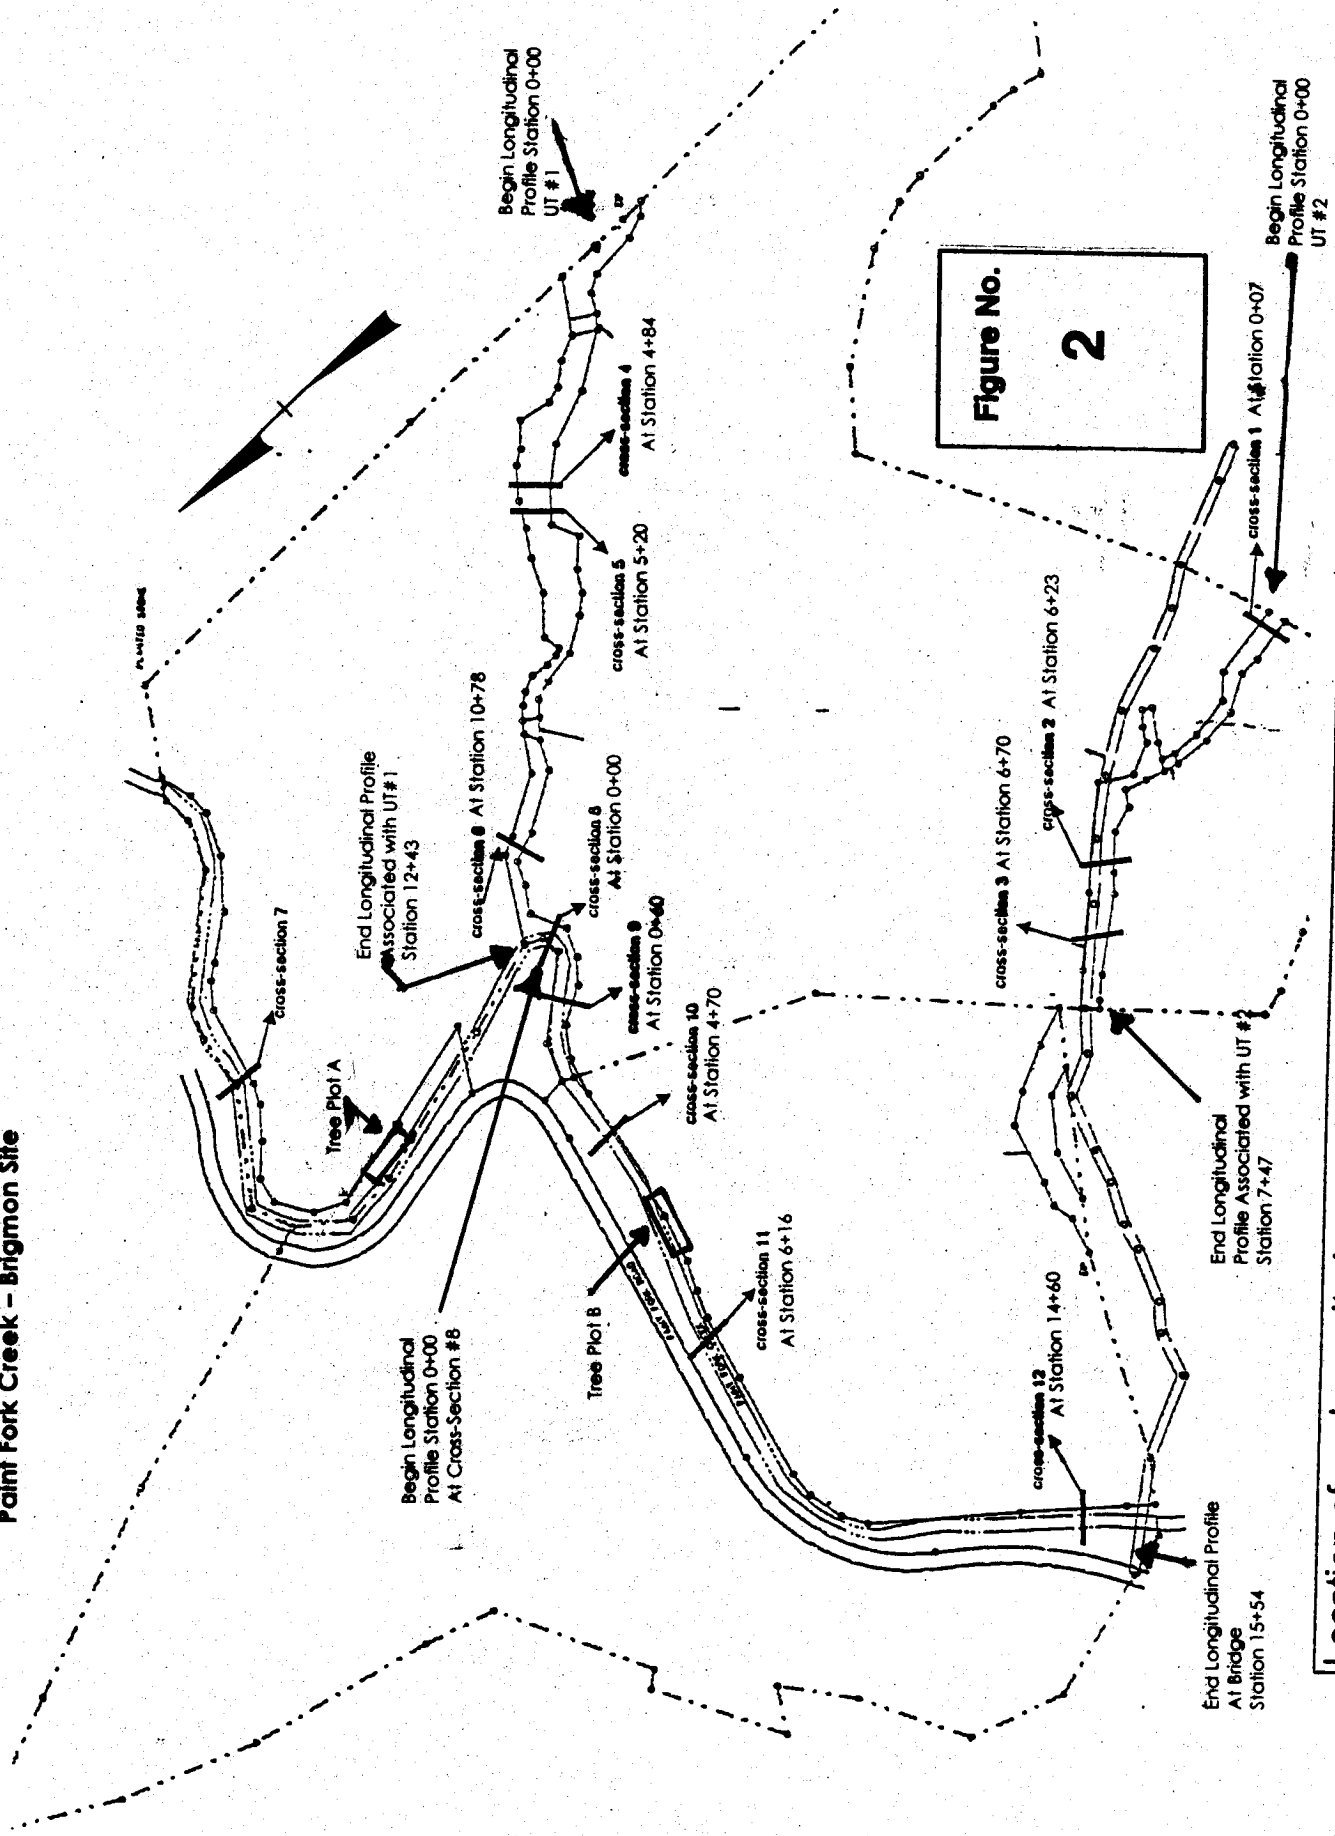 Paint Fork Creek – Brigmon Site
Begin Longitudinal
Profile Station 0+00
UT #1
cross-section 4
At Station 4+84
cross-section 5
At Station 5+20
End Longitudinal Profile
Associated with UT#1
Station 12+43
cross-section 6 At Station 10+78
cross-section 7
cross-section 8
At Station 0+00
cross-section 9
At Station 0+60
cross-section 10
At Station 4+70
Tree Plot A
Begin Longitudinal
Profile Station 0+00
At Cross-Section #8
Tree Plot B
cross-section 11
At Station 6+16
cross-section 12
At Station 14+60
End Longitudinal Profile
At Bridge
Station 15+54
Figure No.
2
Begin Longitudinal
Profile Station 0+00
UT #2
cross-section 1 At Station 0+07
cross-section 2 At Station 6+23
cross-section 3 At Station 6+70
End Longitudinal
Profile Associated with UT #2
Station 7+47